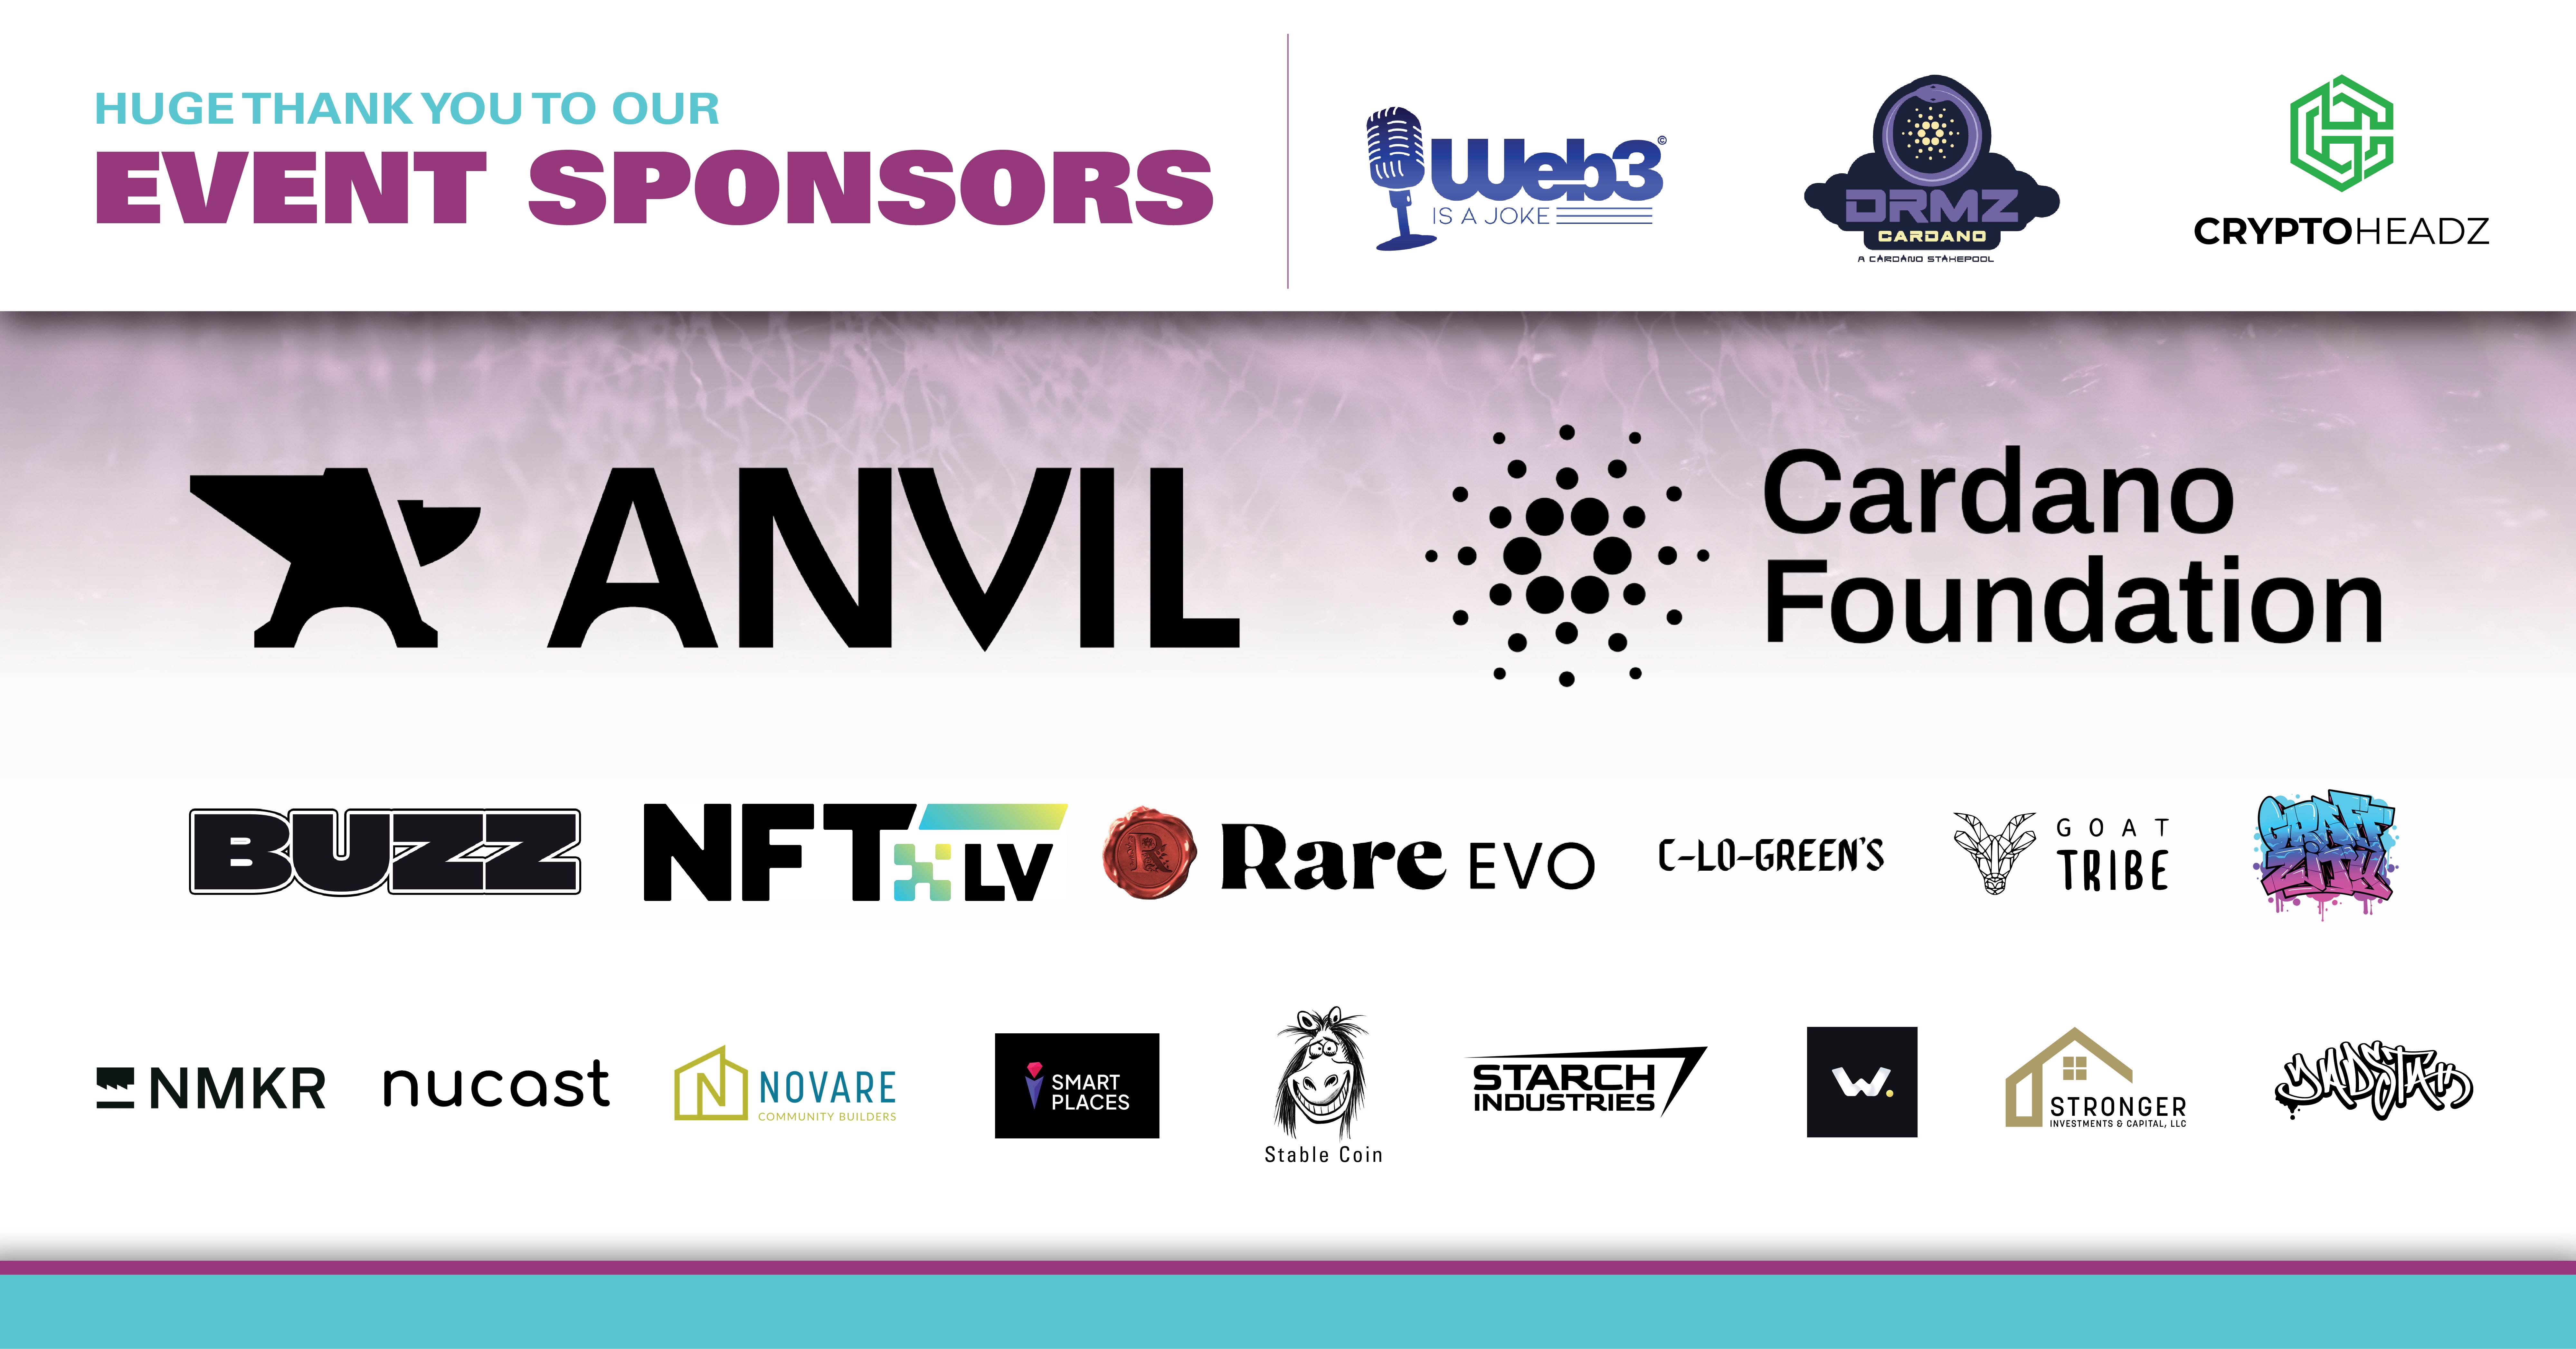 HUGE THANK YOU TO OUR
EVENT SPONSORS
Web3©
IS A JOKE
DRMZ
CARDANO
A CARDANO STAKEPOOL
CRYPTOHEADZ
ANVIL
Cardano
Foundation
BUZZ
NFT LV
R
Rare EVO
C-LO-GREEN'S
GOAT
TRIBE
GRAFF
ZITY
NMKR
nucast
N
NOVARE
COMMUNITY BUILDERS
SMART
PLACES
Stable Coin
STARCH
INDUSTRIES
W.
STRONGER
INVESTMENTS & CAPITAL, LLC